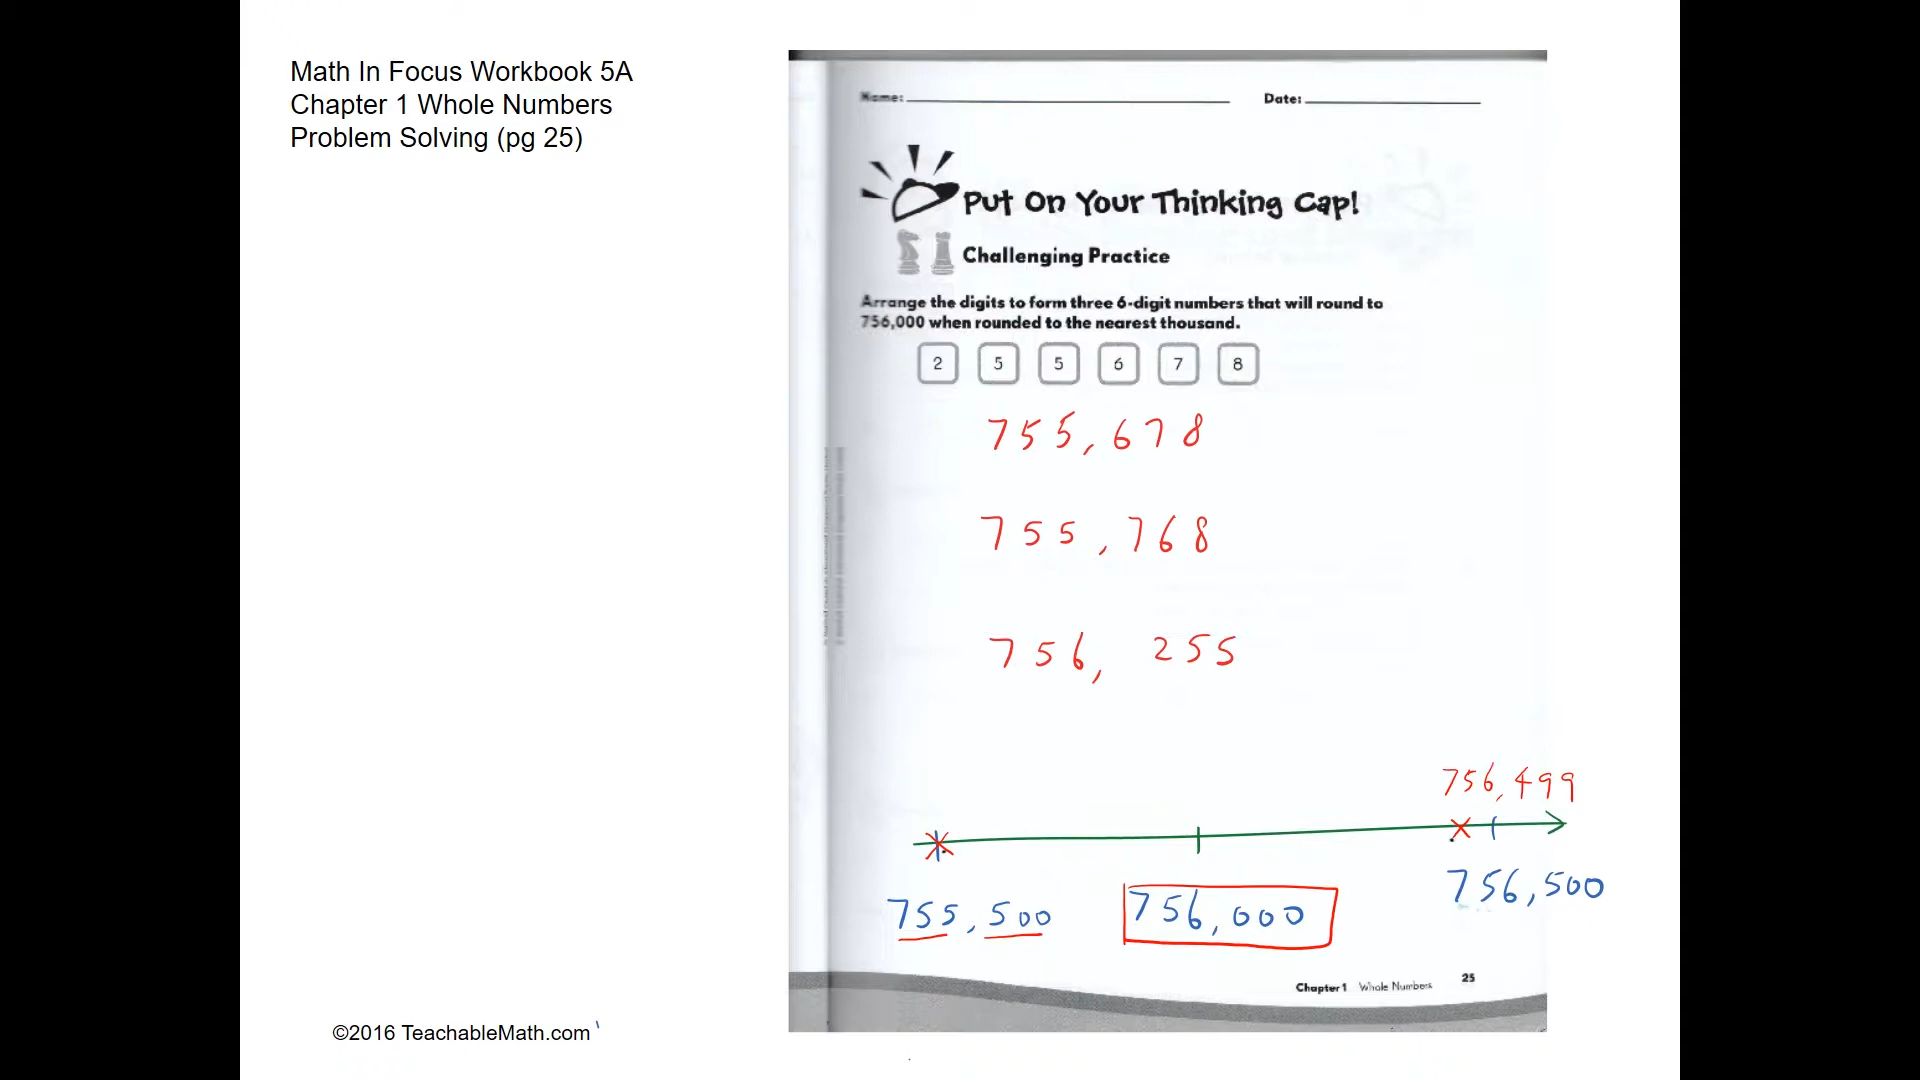 Math In Focus Workbook 5A
Chapter 1 Whole Numbers
Problem Solving (pg 25)
Name:
Date:
Put On Your Thinking Cap!
Challenging Practice
Arrange the digits to form three 6-digit numbers that will round to
756,000 when rounded to the nearest thousand.
2 5 5 6 7 8
755,678
755,768
756, 255
756,499
755,500
756,000
756,500
Chapter 1 Whole Numbers
25
©2016 TeachableMath.com